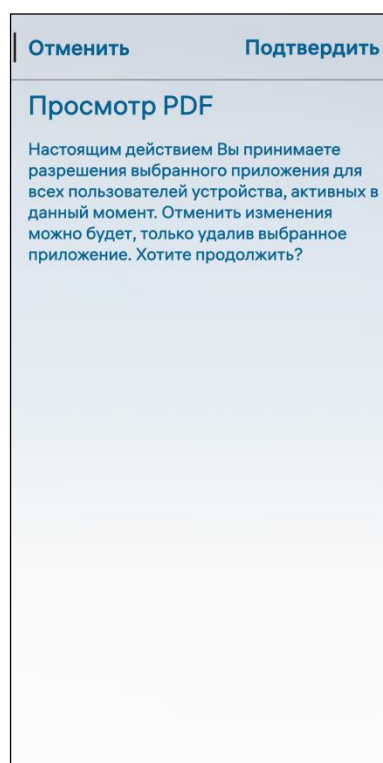 Отменить Подтвердить
Просмотр PDF
Настоящим действием Вы принимаете
разрешения выбранного приложения для
всех пользователей устройства, активных в
данный момент. Отменить изменения
можно будет, только удалив выбранное
приложение. Хотите продолжить?